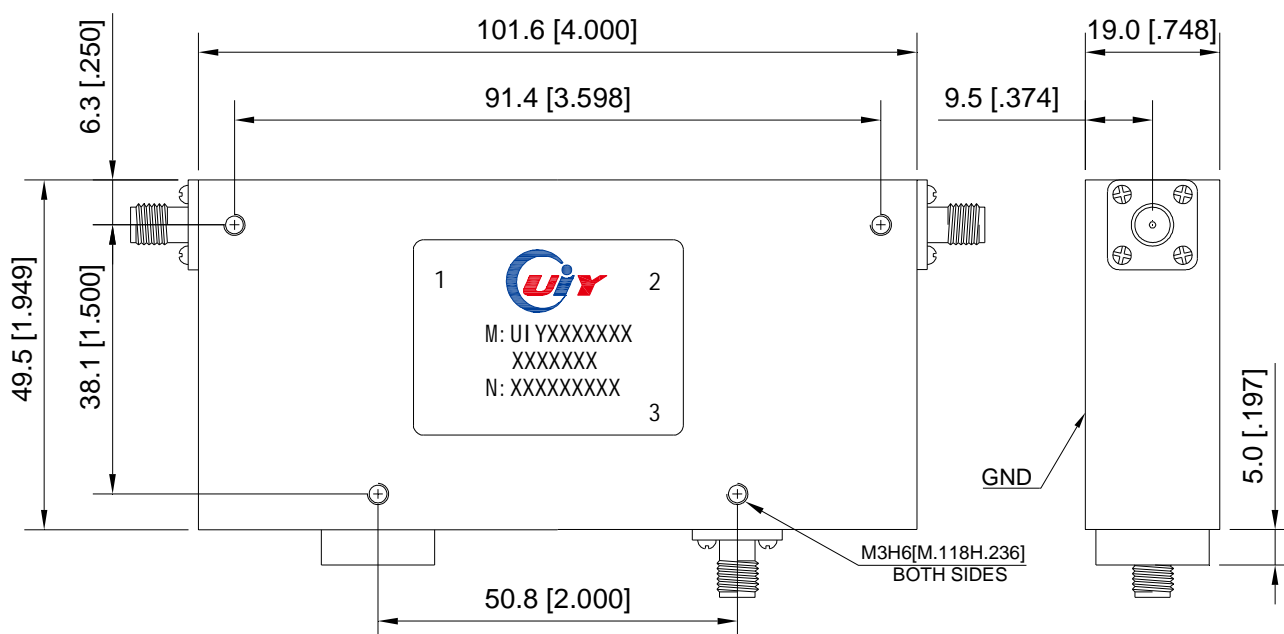 101.6 [4.000]
19.0 [.748]
6.3 [.250]
91.4 [3.598]
9.5 [.374]
49.5 [1.949]
38.1 [1.500]
1
UiY
2
M: UIYXXXXXXX
XXXXXXX
N: XXXXXXXXX
3
GND
5.0 [.197]
M3H6[M.118H.236]
BOTH SIDES
50.8 [2.000]